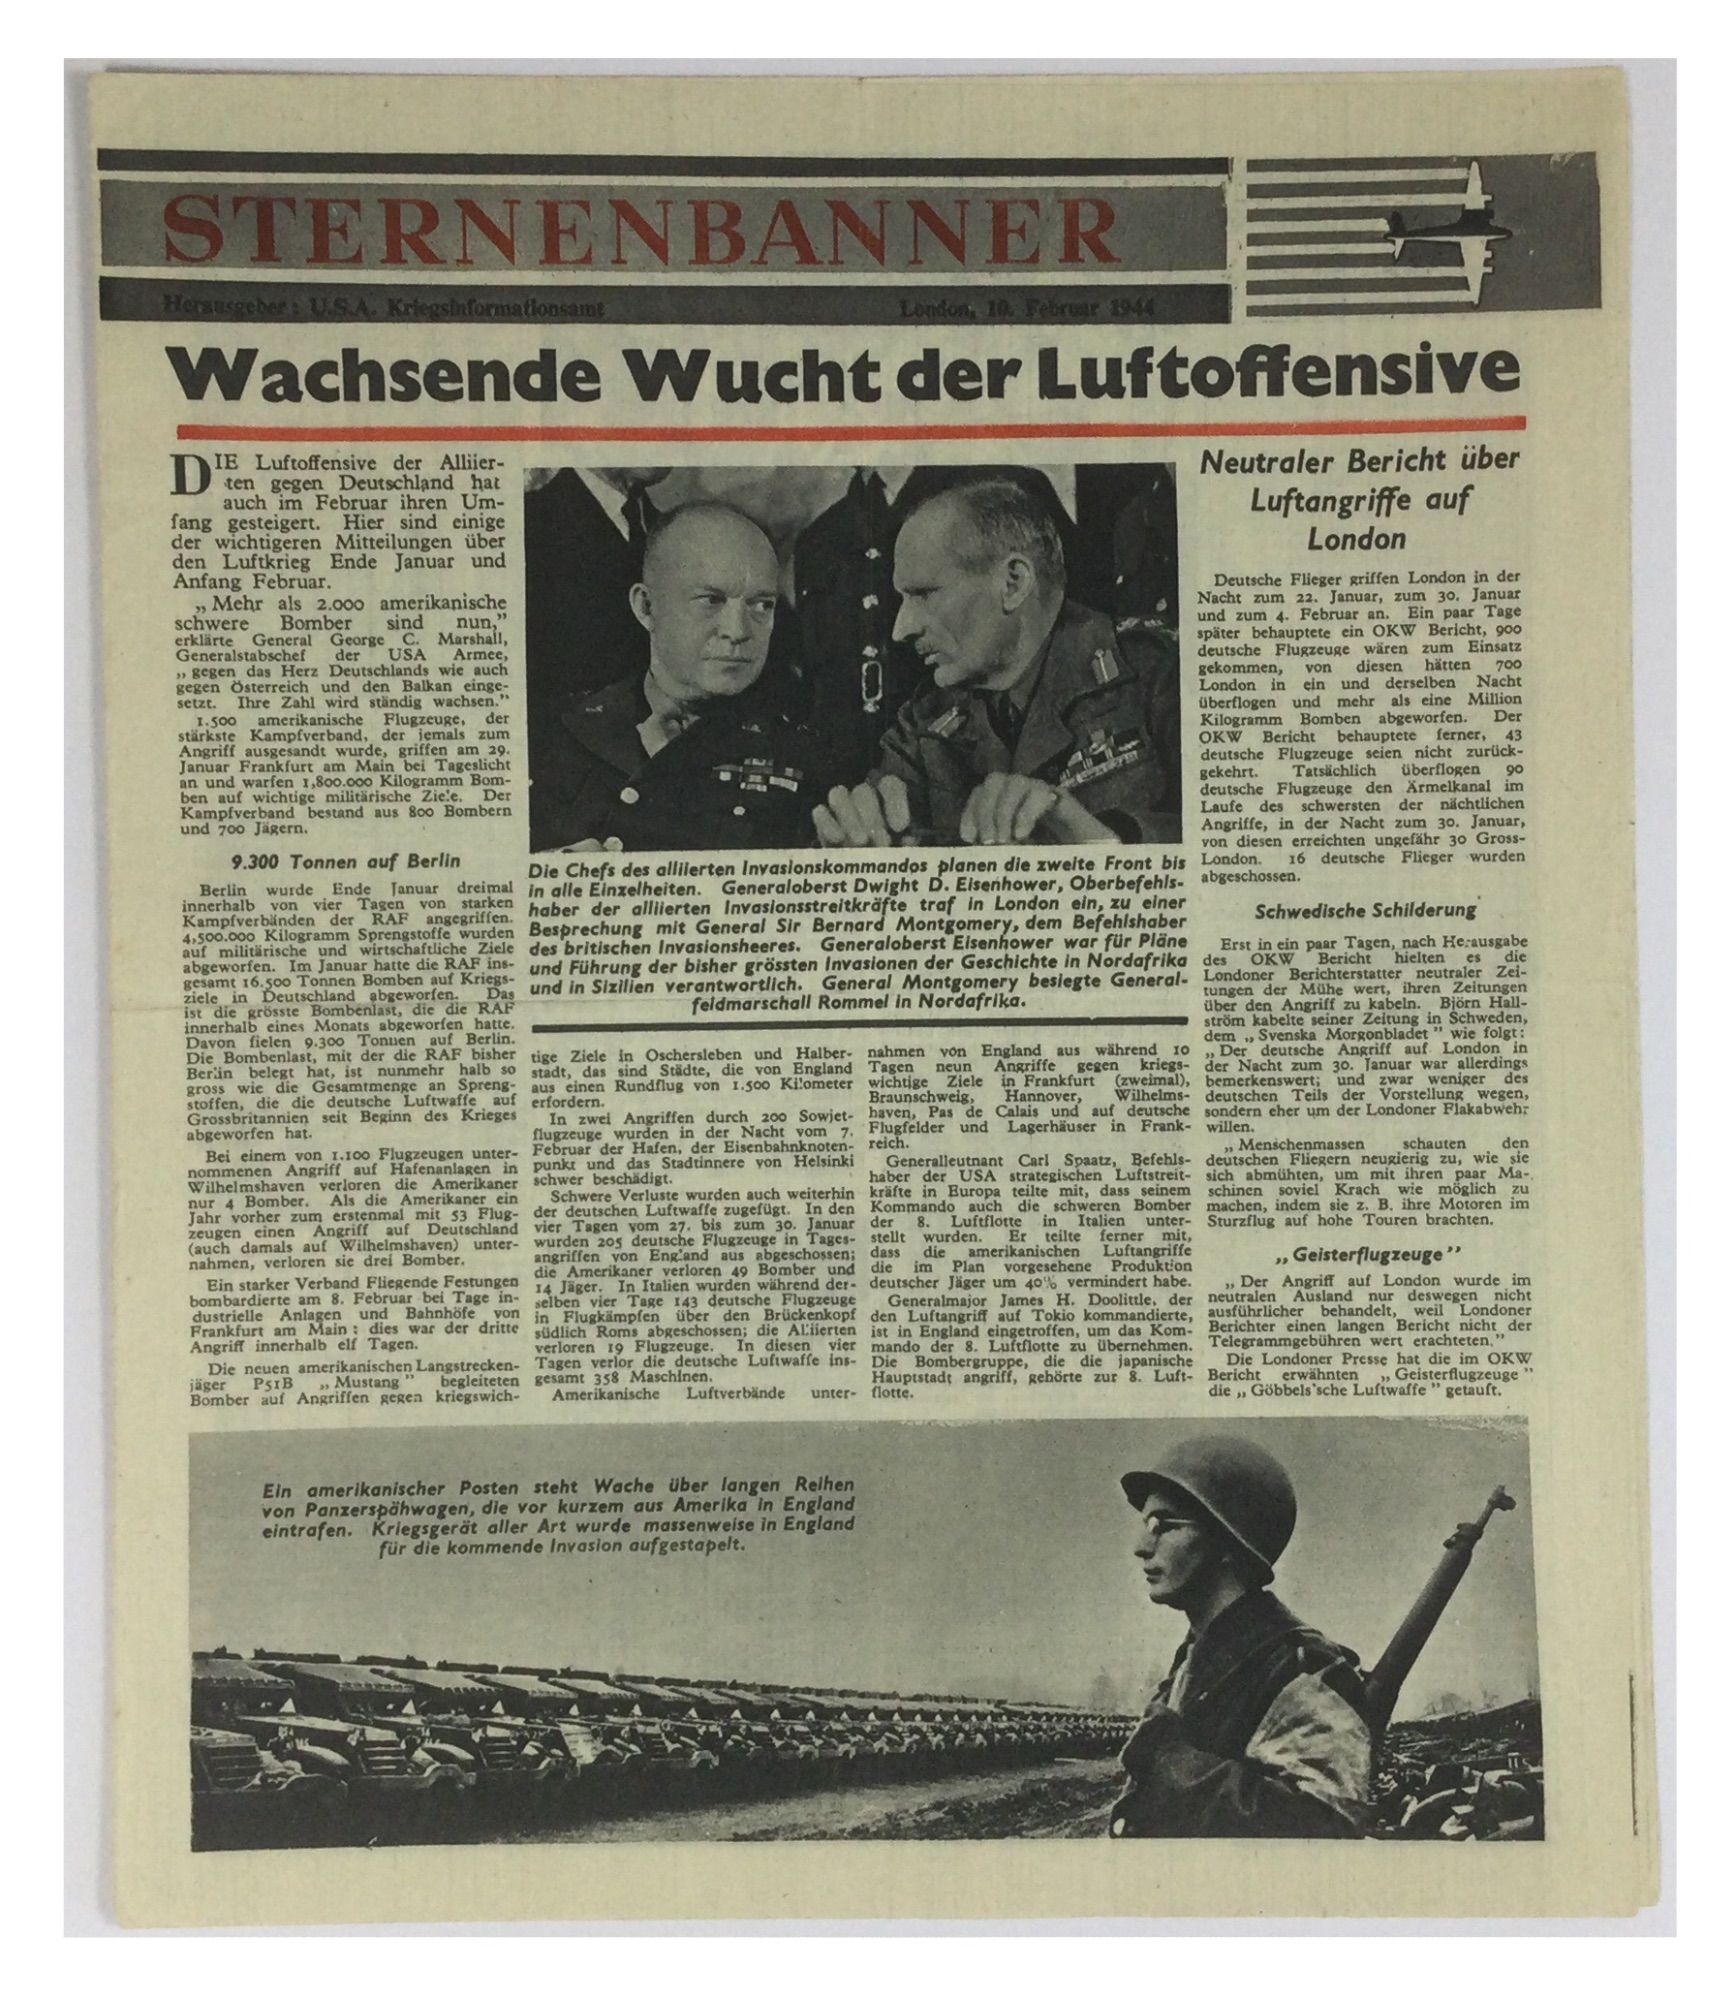 STERNENBANNER
Herausgeber: U.S.A. Kriegsinformationsamt
London, 10. Februar 1944
Wachsende Wucht der Luftoffensive
DIE Luftoffensive der Alliier-
ten gegen Deutschland hat
auch im Februar ihren Um-
fang gesteigert. Hier sind einige
der wichtigeren Mitteilungen über
den Luftkrieg Ende Januar und
Anfang Februar.
„Mehr als 2.000 amerikanische
schwere Bomber sind nun,”
erklärte General George C. Marshall,
Generalstabschef der USA Armee,
„gegen das Herz Deutschlands wie auch
gegen Österreich und den Balkan einge-
setzt. Ihre Zahl wird ständig wachsen.”
1.500 amerikanische Flugzeuge, der
stärkste Kampfverband, der jemals zum
Angriff ausgesandt wurde, griffen am 29.
Januar Frankfurt am Main bei Tageslicht
an und warfen 1,800.000 Kilogramm Bom-
ben auf wichtige militärische Ziele. Der
Kampfverband bestand aus 800 Bombern
und 700 Jägern.
9.300 Tonnen auf Berlin
Berlin wurde Ende Januar dreimal
innerhalb von vier Tagen von starken
Kampfverbänden der RAF angegriffen.
4,500.000 Kilogramm Sprengstoffe wurden
auf militärische und wirtschaftliche Ziele
abgeworfen. Im Januar hatte die RAF ins-
gesamt 16.500 Tonnen Bomben auf Kriegs-
ziele in Deutschland abgeworfen. Das
ist die grösste Bombenlast, die die RAF
innerhalb eines Monats abgeworfen hatte.
Davon fielen 9.300 Tonnen auf Berlin.
Die Bombenlast, mit der die RAF bisher
Berlin belegt hat, ist nunmehr halb so
gross wie die Gesamtmenge an Spreng-
stoffen, die die deutsche Luftwaffe auf
Grossbritannien seit Beginn des Krieges
abgeworfen hat.
Bei einem von 1.100 Flugzeugen unter-
nommenen Angriff auf Hafenanlagen in
Wilhelmshaven verloren die Amerikaner
nur 4 Bomber. Als die Amerikaner ein
Jahr vorher zum erstenmal mit 53 Flug-
zeugen einen Angriff auf Deutschland
(auch damals auf Wilhelmshaven) unter-
nahmen, verloren sie drei Bomber.
Ein starker Verband Fliegende Festungen
bombardierte am 8. Februar bei Tage in-
dustrielle Anlagen und Bahnhöfe von
Frankfurt am Main: dies war der dritte
Angriff innerhalb elf Tagen.
Die neuen amerikanischen Langstrecken-
jäger P51B „Mustang” begleiteten
Bomber auf Angriffen gegen kriegswich-
Die Chefs des alliierten Invasionskommandos planen die zweite Front bis
in alle Einzelheiten. Generaloberst Dwight D. Eisenhower, Oberbefehls-
haber der alliierten Invasionsstreitkräfte traf in London ein, zu einer
Besprechung mit General Sir Bernard Montgomery, dem Befehlshaber
des britischen Invasionsheeres. Generaloberst Eisenhower war für Pläne
und Führung der bisher grössten Invasionen der Geschichte in Nordafrika
und in Sizilien verantwortlich. General Montgomery besiegte General-
feldmarschall Rommel in Nordafrika.
tige Ziele in Oschersleben und Halber-
stadt, das sind Städte, die von England
aus einen Rundflug von 1.500 Kilometer
erfordern.
In zwei Angriffen durch 200 Sowjet-
flugzeuge wurden in der Nacht vom 7.
Februar der Hafen, der Eisenbahnknoten-
punkt und das Stadtinnere von Helsinki
schwer beschädigt.
Schwere Verluste wurden auch weiterhin
der deutschen Luftwaffe zugefügt. In den
vier Tagen vom 27. bis zum 30. Januar
wurden 205 deutsche Flugzeuge in Tages-
angriffen von England aus abgeschossen;
die Amerikaner verloren 49 Bomber und
14 Jäger. In Italien wurden während der-
selben vier Tage 143 deutsche Flugzeuge
in Flugkämpfen über den Brückenkopf
südlich Roms abgeschossen; die Alliierten
verloren 19 Flugzeuge. In diesen vier
Tagen verlor die deutsche Luftwaffe ins-
gesamt 358 Maschinen.
Amerikanische Luftverbände unter-
nahmen von England aus während 10
Tagen neun Angriffe gegen kriegs-
wichtige Ziele in Frankfurt (zweimal),
Braunschweig, Hannover, Wilhelms-
haven, Pas de Calais und auf deutsche
Flugfelder und Lagerhäuser in Frank-
reich.
Generalleutnant Carl Spaatz, Befehls-
haber der USA strategischen Luftstreit-
kräfte in Europa teilte mit, dass seinem
Kommando auch die schweren Bomber
der 8. Luftflotte in Italien unter-
stellt wurden. Er teilte ferner mit,
dass die amerikanischen Luftangriffe
die im Plan vorgesehene Produktion
deutscher Jäger um 40% vermindert habe.
Generalmajor James H. Doolittle, der
den Luftangriff auf Tokio kommandierte,
ist in England eingetroffen, um das Kom-
mando der 8. Luftflotte zu übernehmen.
Die Bombergruppe, die die japanische
Hauptstadt angriff, gehörte zur 8. Luft-
flotte.
Neutraler Bericht über
Luftangriffe auf
London
Deutsche Flieger griffen London in der
Nacht zum 22. Januar, zum 30. Januar
und zum 4. Februar an. Ein paar Tage
später behauptete ein OKW Bericht, 900
deutsche Flugzeuge wären zum Einsatz
gekommen, von diesen hätten 700
London in ein und derselben Nacht
überflogen und mehr als eine Million
Kilogramm Bomben abgeworfen. Der
OKW Bericht behauptete ferner, 43
deutsche Flugzeuge seien nicht zurück-
gekehrt. Tatsächlich überflogen 90
deutsche Flugzeuge den Ärmelkanal im
Laufe des schwersten der nächtlichen
Angriffe, in der Nacht zum 30. Januar,
von diesen erreichten ungefähr 30 Gross-
London. 16 deutsche Flieger wurden
abgeschossen.
Schwedische Schilderung
Erst in ein paar Tagen, nach Herausgabe
des OKW Bericht hielten es die
Londoner Berichterstatter neutraler Zei-
tungen der Mühe wert, ihren Zeitungen
über den Angriff zu kabeln. Björn Hall-
ström kabelte seiner Zeitung in Schweden,
dem „Svenska Morgonbladet” wie folgt:
„Der deutsche Angriff auf London in
der Nacht zum 30. Januar war allerdings
bemerkenswert; und zwar weniger des
deutschen Teils der Vorstellung wegen,
sondern eher um der Londoner Flakabwehr
willen.
„Menschenmassen schauten den
deutschen Fliegern neugierig zu, wie sie
sich abmühten, um mit ihren paar Ma-
schinen soviel Krach wie möglich zu
machen, indem sie z. B. ihre Motoren im
Sturzflug auf hohe Touren brachten.
„Geisterflugzeuge”
„Der Angriff auf London wurde im
neutralen Ausland nur deswegen nicht
ausführlicher behandelt, weil Londoner
Berichter einen langen Bericht nicht der
Telegrammgebühren wert erachteten.”
Die Londoner Presse hat die im OKW
Bericht erwähnten „Geisterflugzeuge”
die „Göbbels'sche Luftwaffe” getauft.
Ein amerikanischer Posten steht Wache über langen Reihen
von Panzerspähwagen, die vor kurzem aus Amerika in England
eintrafen. Kriegsgerät aller Art wurde massenweise in England
für die kommende Invasion aufgestapelt.